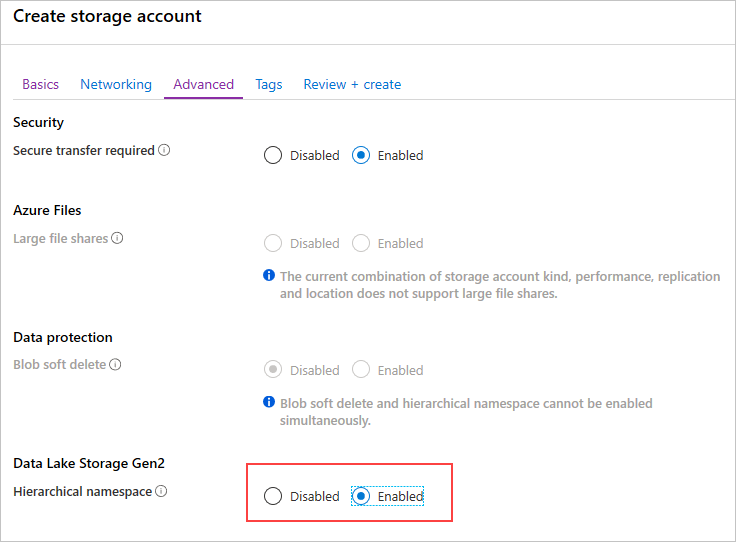 Create storage account
Basics Networking Advanced Tags Review + create
Security
Secure transfer required Disabled Enabled
Azure Files
Large file shares Disabled Enabled
The current combination of storage account kind, performance, replication
and location does not support large file shares.
Data protection
Blob soft delete Disabled Enabled
Blob soft delete and hierarchical namespace cannot be enabled
simultaneously.
Data Lake Storage Gen2
Hierarchical namespace Disabled Enabled